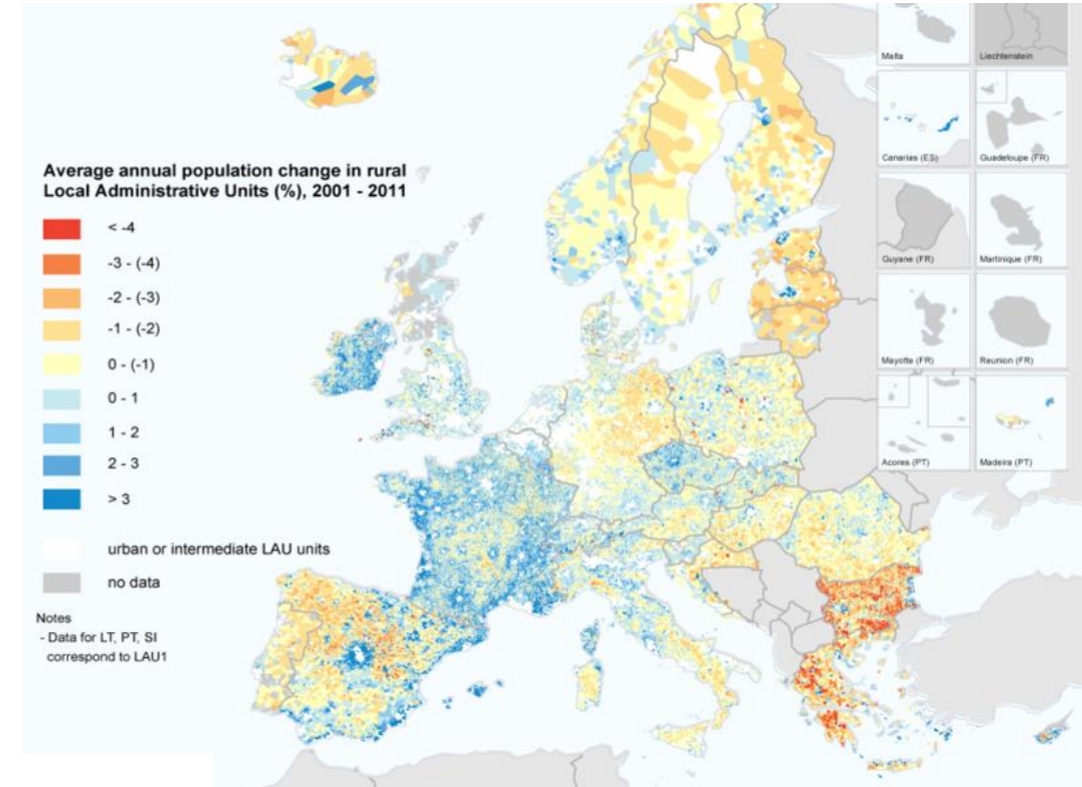 Average annual population change in rural
Local Administrative Units (%), 2001 - 2011
< -4
-3 - (-4)
-2 - (-3)
-1 - (-2)
0 - (-1)
0 - 1
1 - 2
2 - 3
> 3
urban or intermediate LAU units
no data
Notes
- Data for LT, PT, SI
correspond to LAU1
Malta
Liechtenstein
Canarias (ES)
Guadeloupe (FR)
Guyane (FR)
Martinique (FR)
Mayotte (FR)
Reunion (FR)
Acores (PT)
Madeira (PT)